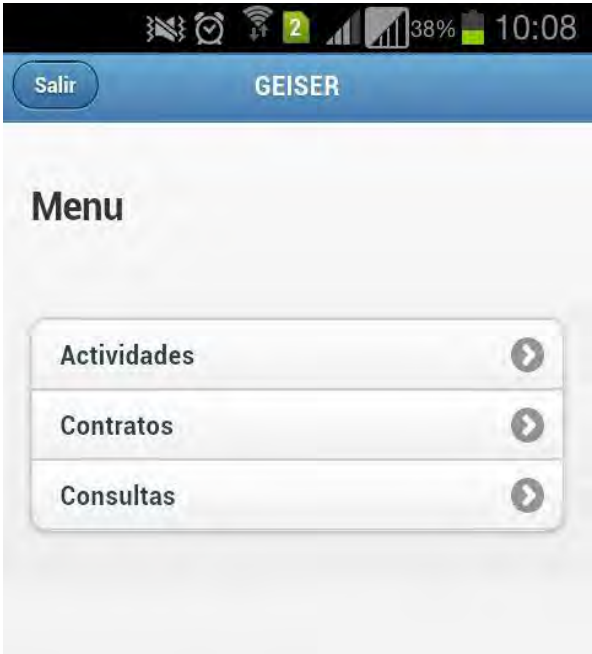 2 38% 10:08
Salir GEISER
Menu
Actividades
Contratos
Consultas